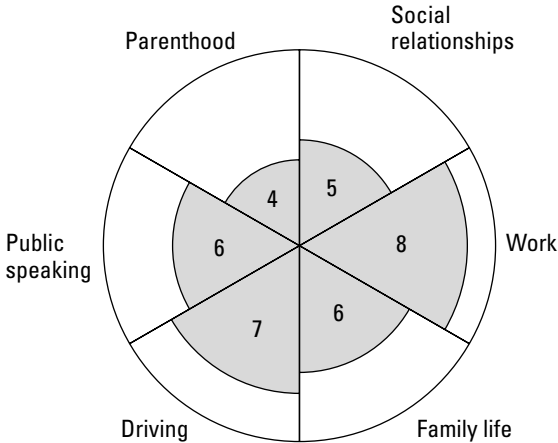 Social
relationships
Parenthood
4
5
Public
speaking
6
8
Work
7
6
Driving
Family life